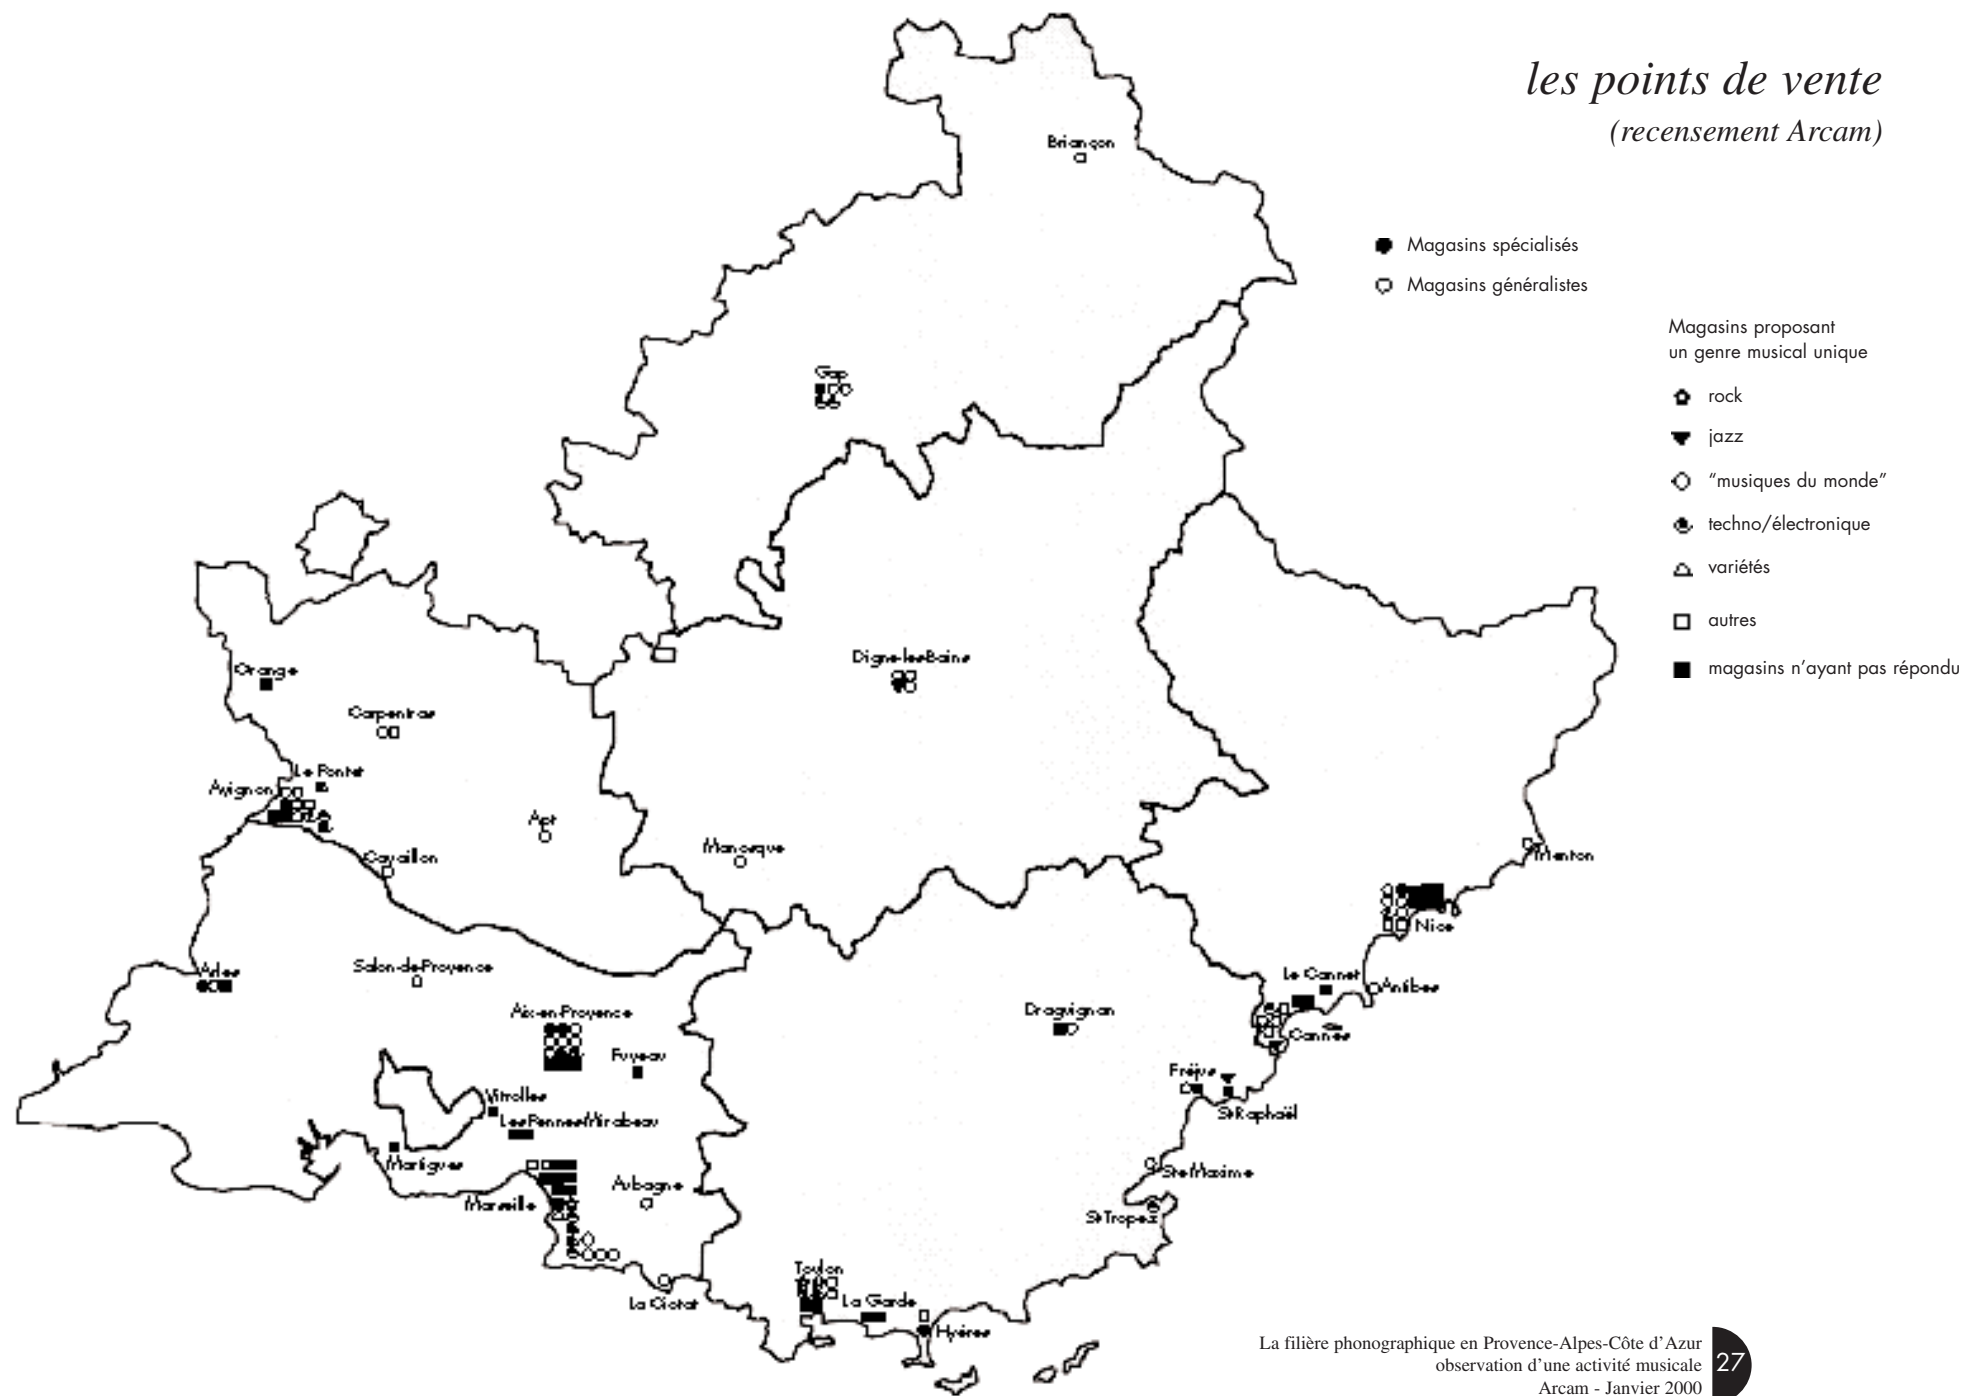 les points de vente
(recensement Arcam)
Briançon
Magasins spécialisés
Magasins généralistes
Magasins proposant
un genre musical unique
rock
jazz
“musiques du monde”
techno/électronique
variétés
autres
magasins n’ayant pas répondu
Gap
Digne-les-Bains
Orange
Carpentras
Le Pontet
Avignon
Apt
Cavaillon
Manosque
Menton
Nice
Arles
Salon-de-Provence
Le Cannet
Antibes
Aix-en-Provence
Draguignan
Cannes
Fuveau
Fréjus
Vitrolles
St-Raphaël
Les Pennes-Mirabeau
Martigues
Ste-Maxime
Aubagne
Marseille
St-Tropez
Toulon
La Ciotat
La Garde
Hyères
La filière phonographique en Provence-Alpes-Côte d’Azur
observation d’une activité musicale
Arcam - Janvier 2000
27